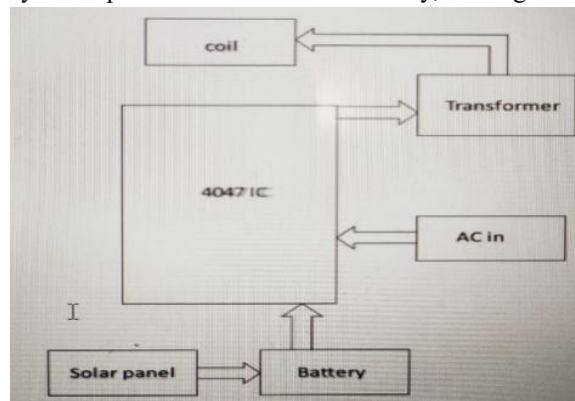 coil
Transformer
4047 IC
AC in
Solar panel
Battery